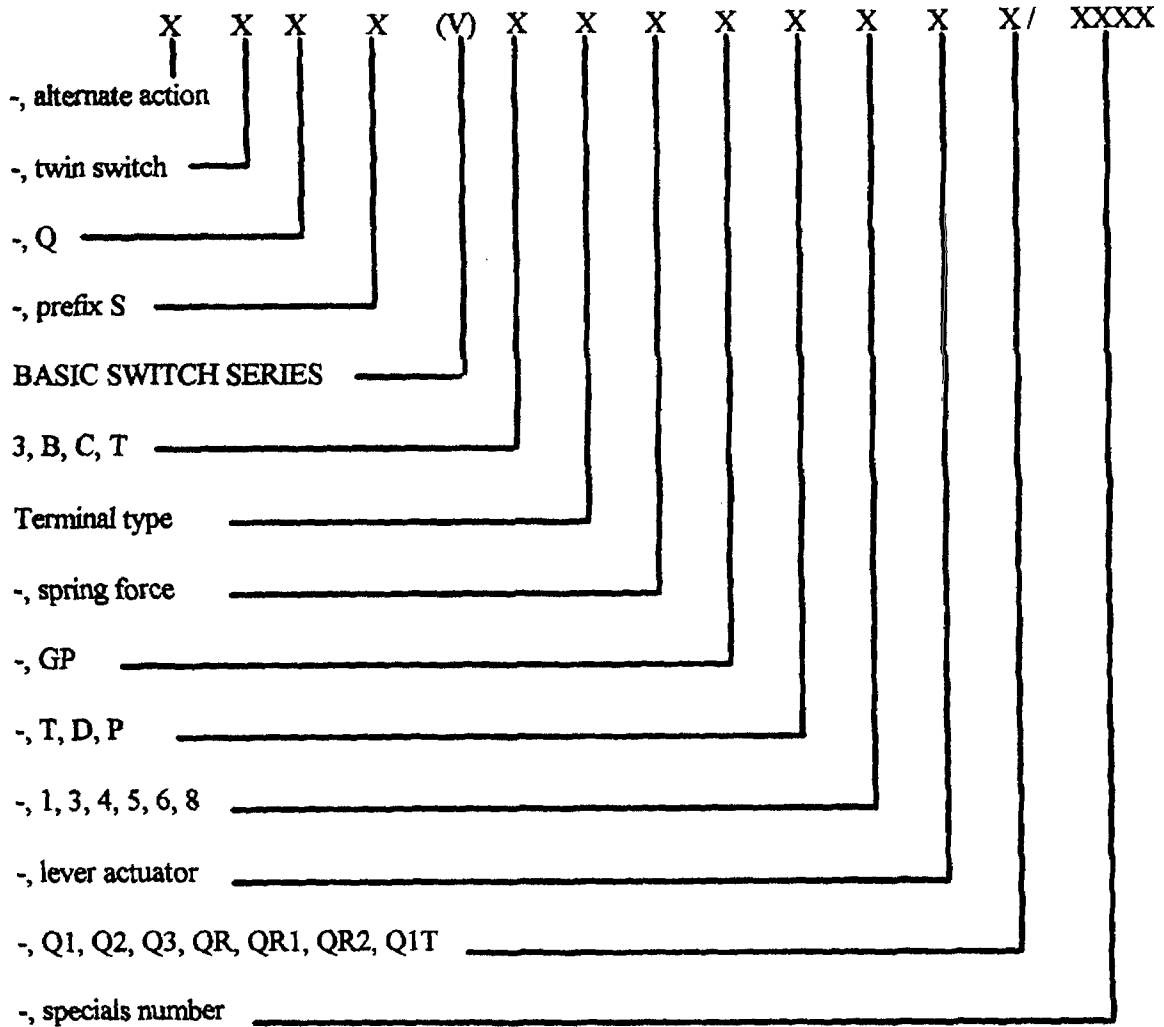 X X X X (V) X X X X X X X X / XXXX
-, alternate action
-, twin switch
-, Q
-, prefix S
BASIC SWITCH SERIES
3, B, C, T
Terminal type
-, spring force
-, GP
-, T, D, P
-, 1, 3, 4, 5, 6, 8
-, lever actuator
-, Q1, Q2, Q3, QR, QR1, QR2, Q1T
-, specials number